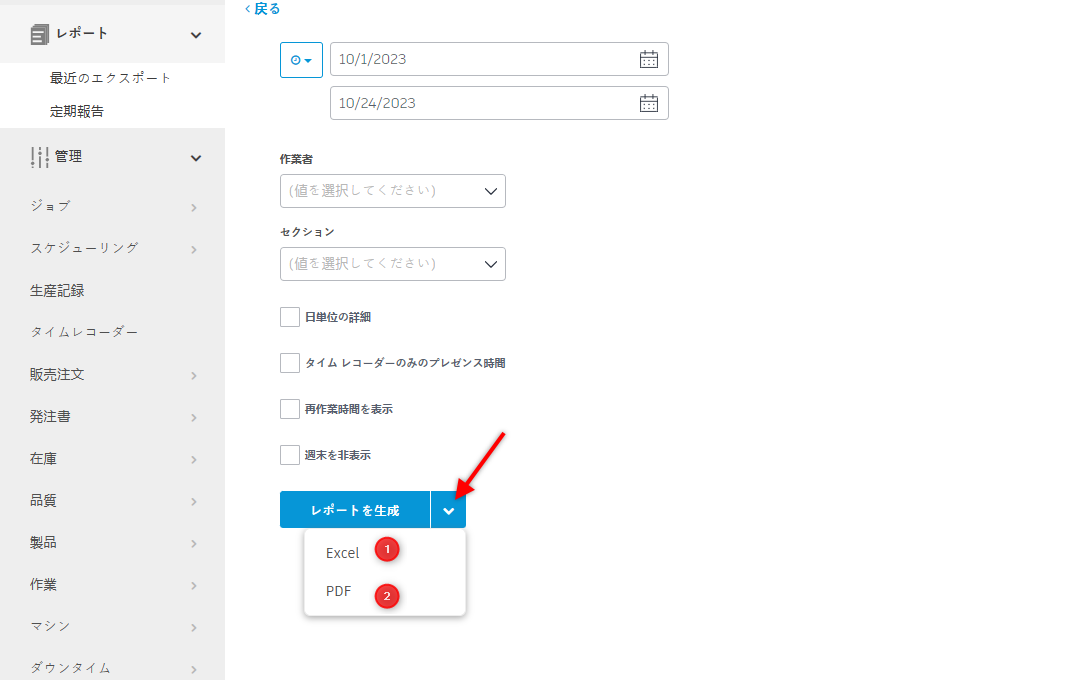 レポート
最近のエクスポート
定期報告
管理
ジョブ
スケジューリング
生産記録
タイムレコーダー
販売注文
発注書
在庫
品質
製品
作業
マシン
ダウンタイム
戻る
10/1/2023
10/24/2023
作業者
(値を選択してください)
セクション
(値を選択してください)
日単位の詳細
タイム レコーダーのみのプレゼンス時間
再作業時間を表示
週末を非表示
レポートを生成
Excel 1
PDF 2